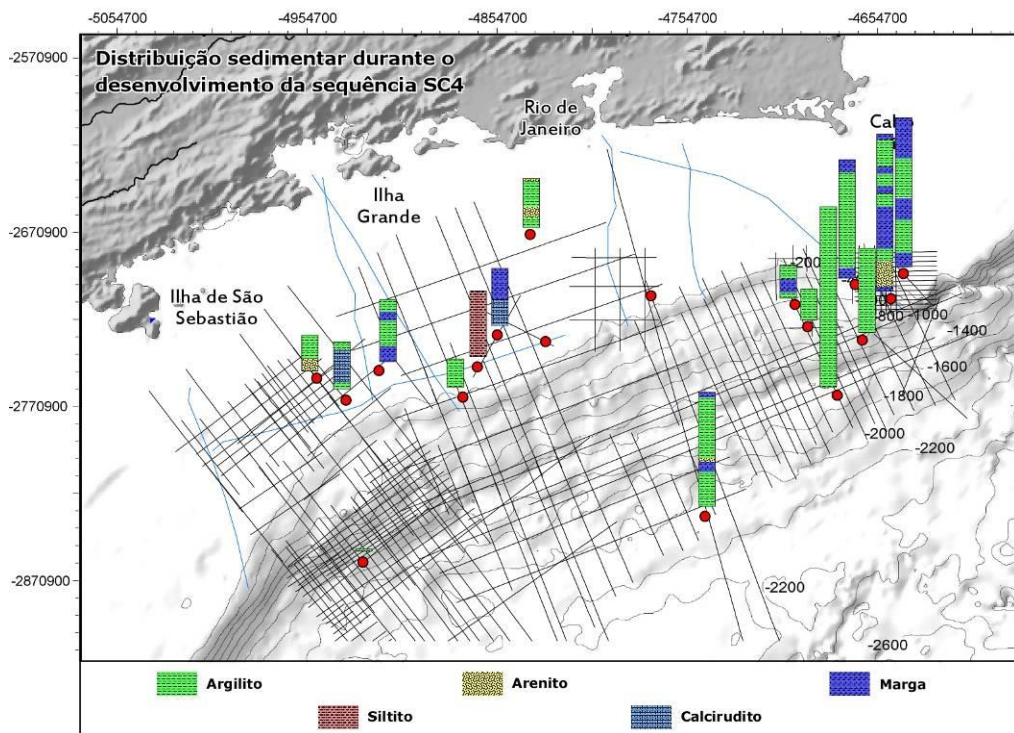 -5054700 -4954700 -4854700 -4754700 -4654700
-2570900
Distribuição sedimentar durante o
desenvolvimento da sequência SC4
Rio de
Janeiro
Ilha
Grande
-2670900
Ilha de São
Sebastião
-200
-800
-1000
-1400
-1600
-1800
-2000
-2200
-2770900
-2870900
-2200
-2600
Argilito Arenito Marga
Siltito Calcirudito